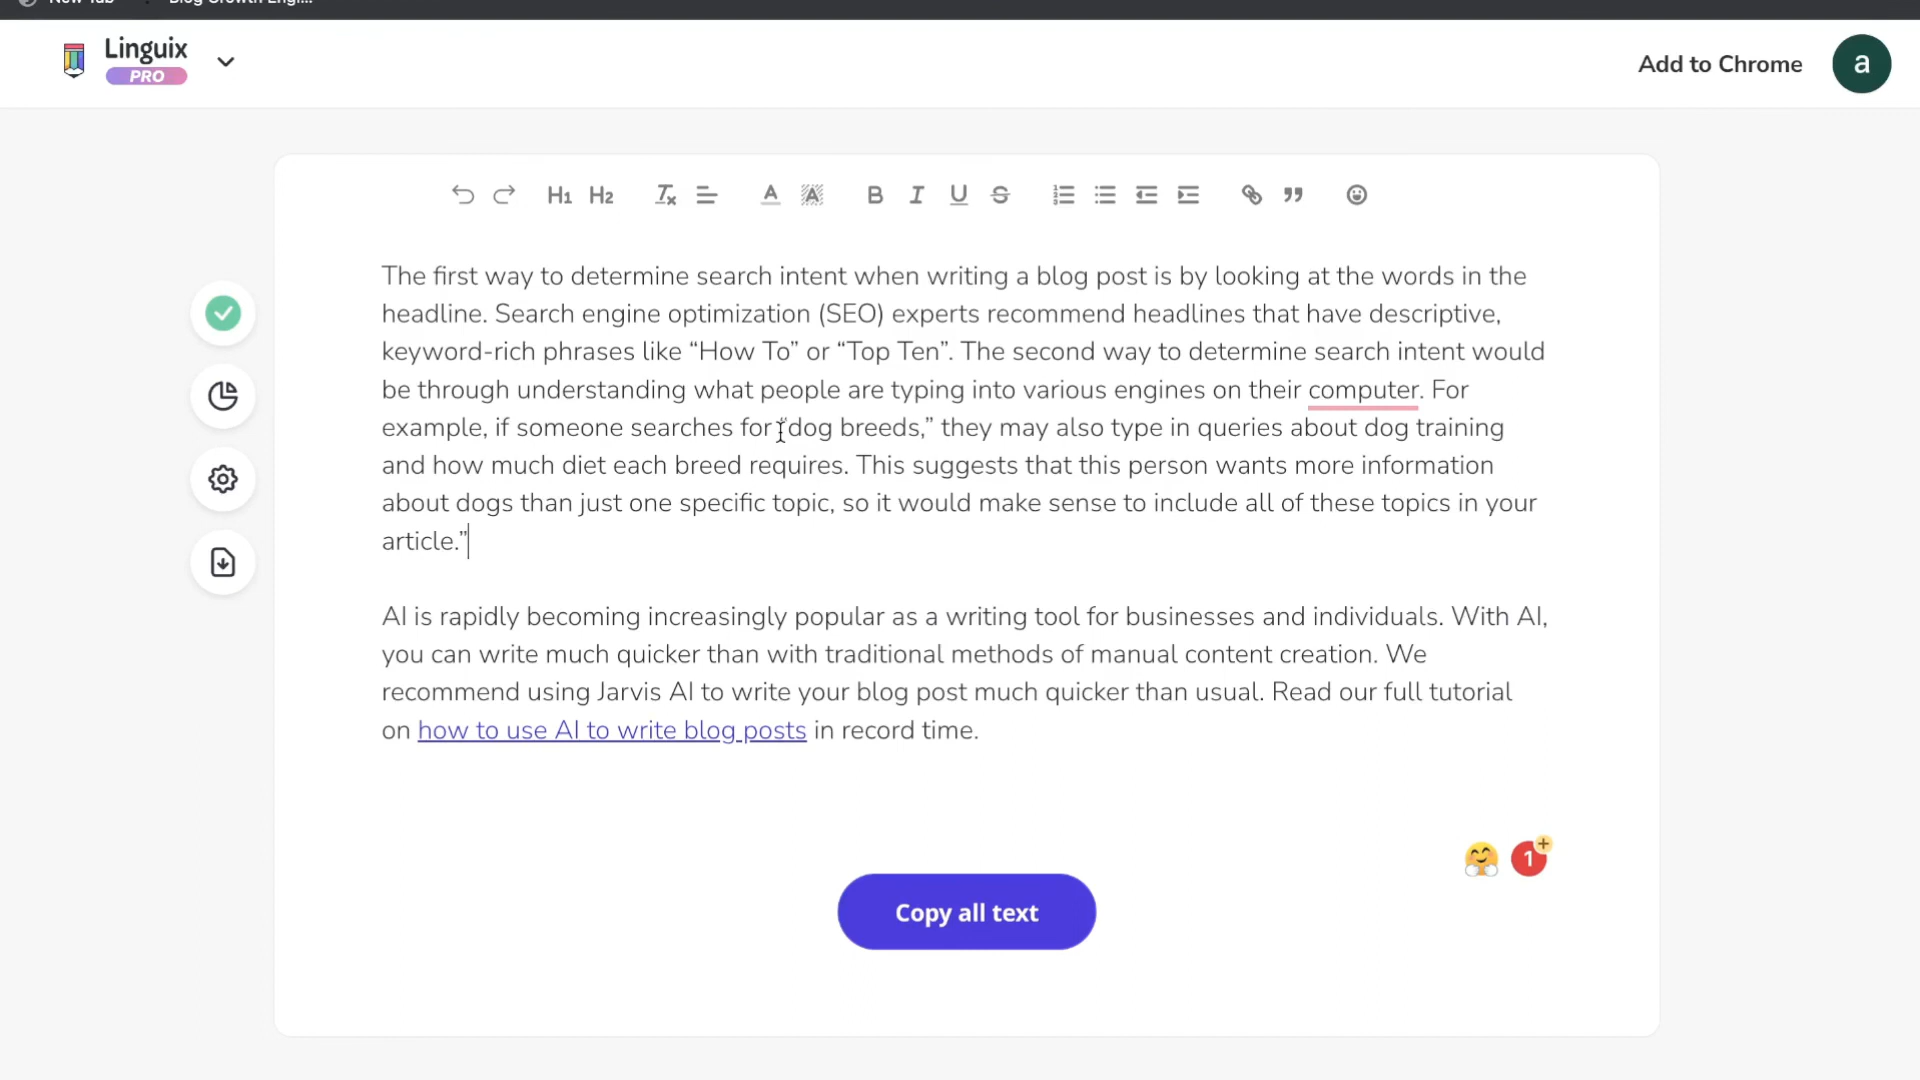 Linguix
PRO
Add to Chrome
a
H1 H2
The first way to determine search intent when writing a blog post is by looking at the words in the
headline. Search engine optimization (SEO) experts recommend headlines that have descriptive,
keyword-rich phrases like “How To” or “Top Ten”. The second way to determine search intent would
be through understanding what people are typing into various engines on their computer. For
example, if someone searches for “dog breeds,” they may also type in queries about dog training
and how much diet each breed requires. This suggests that this person wants more information
about dogs than just one specific topic, so it would make sense to include all of these topics in your
article.”
AI is rapidly becoming increasingly popular as a writing tool for businesses and individuals. With AI,
you can write much quicker than with traditional methods of manual content creation. We
recommend using Jarvis AI to write your blog post much quicker than usual. Read our full tutorial
on how to use AI to write blog posts in record time.
1
Copy all text